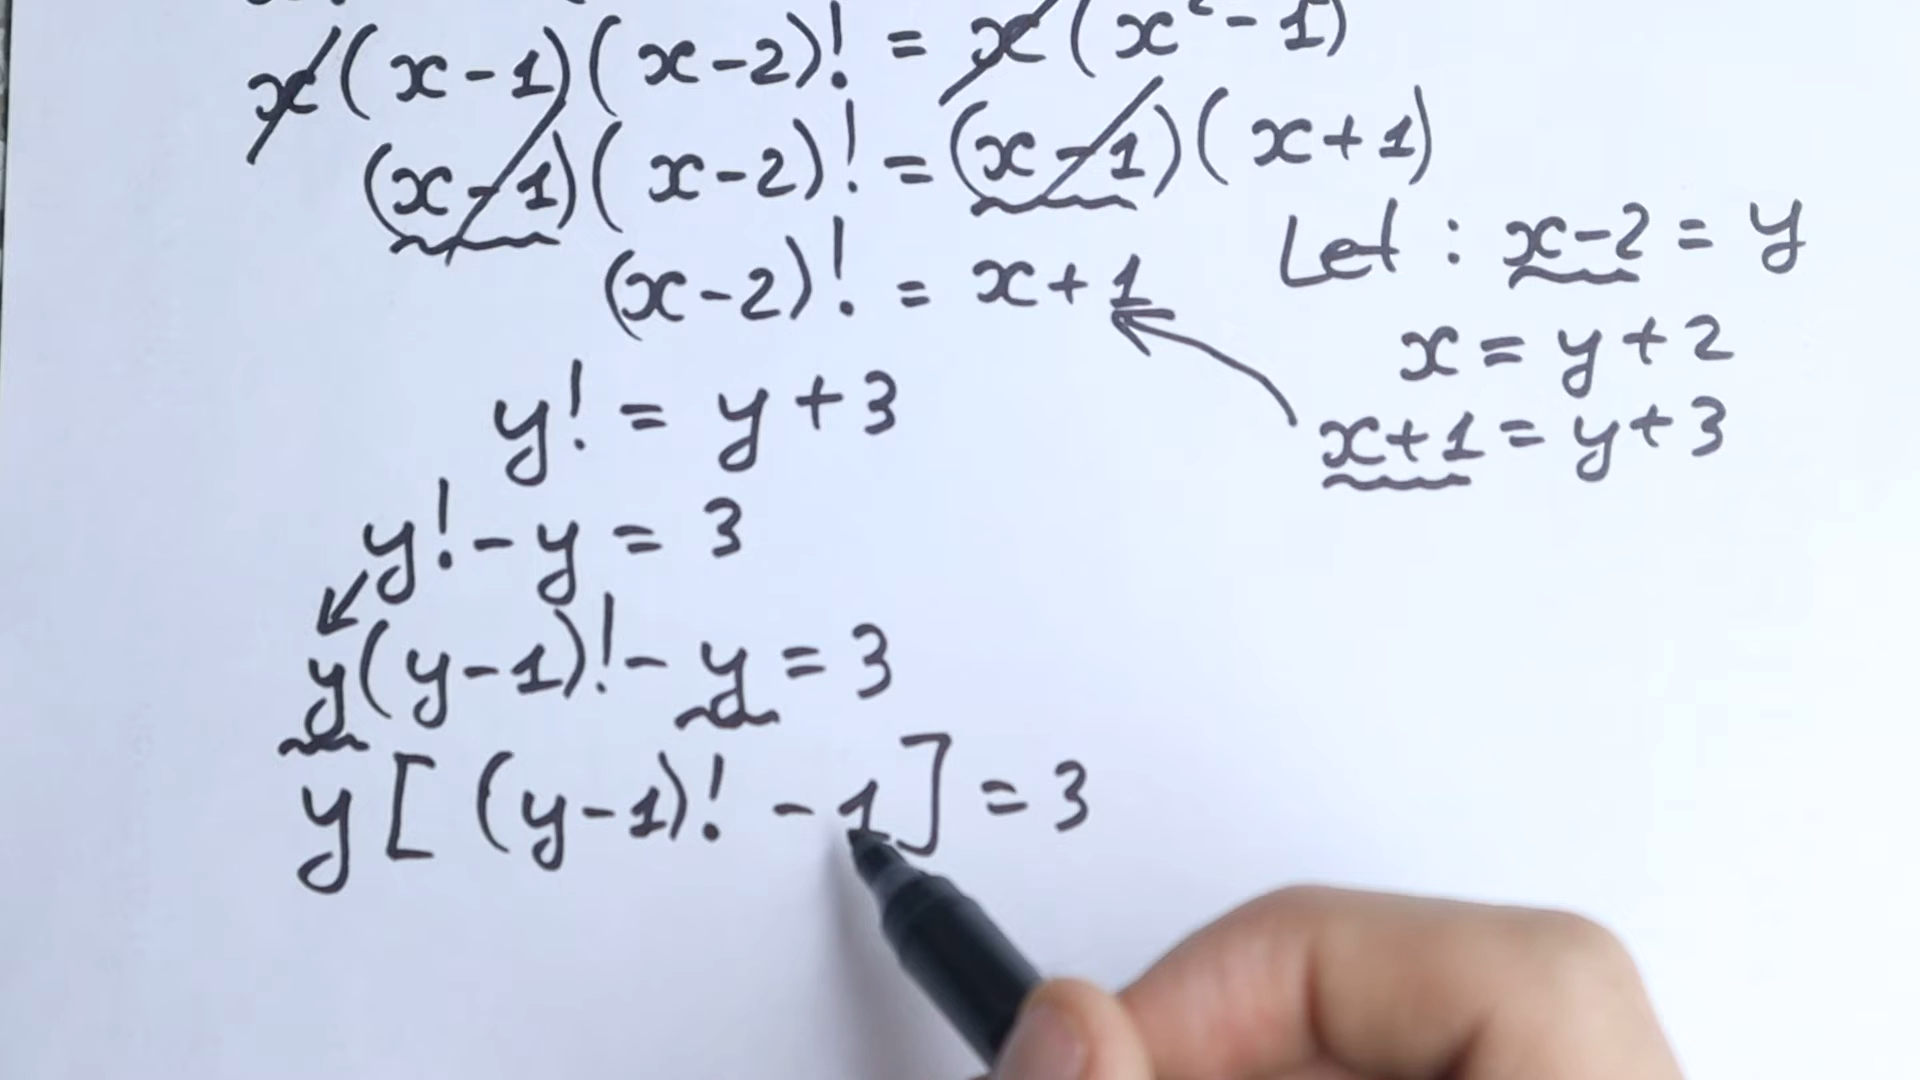 x(x-1)(x-2)! = x(x²-1)
(x-1)(x-2)! = (x-1)(x+1)
(x-2)! = x+1
Let : x-2 = y
x = y+2
x+1 = y+3
y! = y+3
y! - y = 3
y(y-1)! - y = 3
y[(y-1)! - 1] = 3